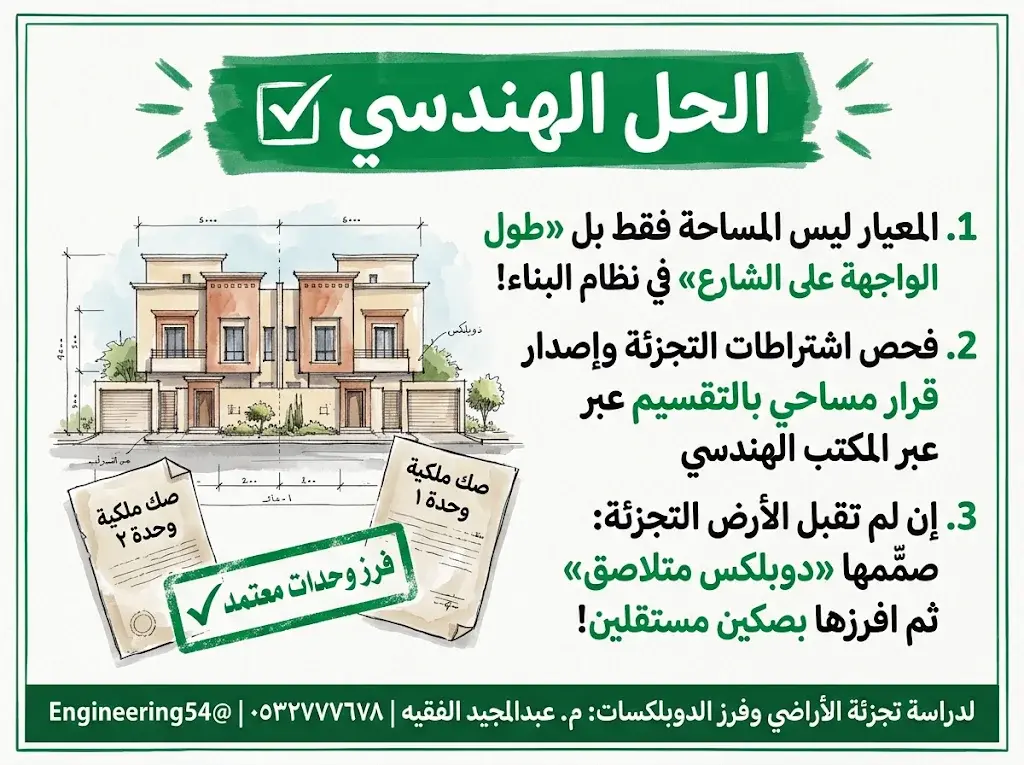 الحل الهندسي
1. المعيار ليس المساحة فقط بل «طول
الواجهة على الشارع» في نظام البناء!
2. فحص اشتراطات التجزئة وإصدار
قرار مساحي بالتقسيم عبر
عبر المكتب الهندسي
3. إن لم تقبل الأرض التجزئة:
صمّمها «دوبلكس متلاصق»
ثم افرزها بصكين مستقلين!
دوبلكس
صك ملكية
وحدة ١
صك ملكية
وحدة ٢
فرز وحدات معتمد
لدراسة تجزئة الأراضي وفرز الدوبلكسات: م. عبدالمجيد الفقيه | ٠٥٣٢٧٧٧٦٧٨ | @Engineering54